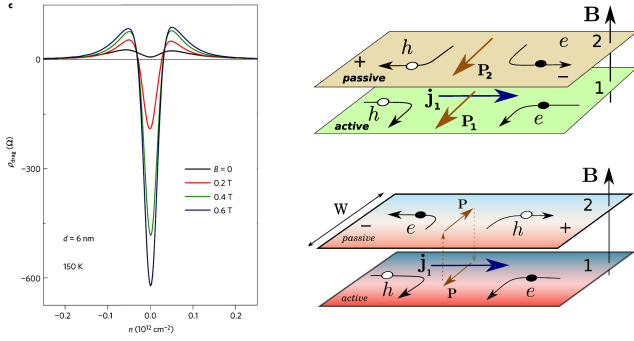 c
0
−300
−600
ρdrag (Ω)
B = 0
0.2 T
0.4 T
0.6 T
d = 6 nm
150 K
−0.2
−0.1
0.0
0.1
0.2
n (10¹² cm⁻²)
B
2
h
e
+
P₂
−
passive
1
j₁
h
P₁
e
active
B
W
2
P
−
e
h
+
passive
1
j₁
h
P
e
active